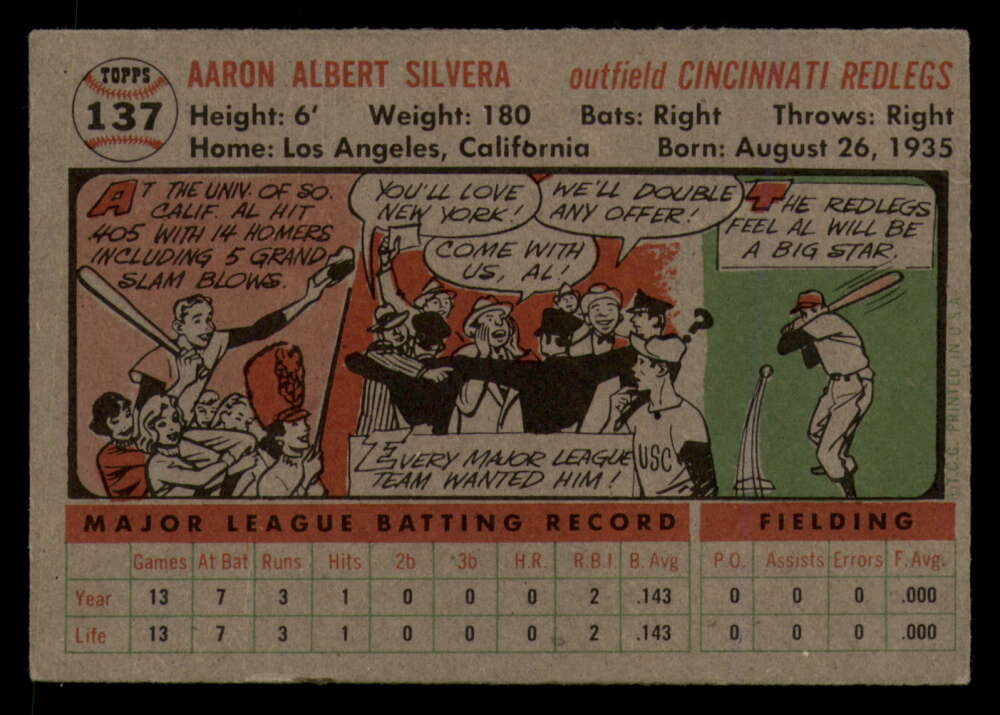 TOPPS
137
AARON ALBERT SILVERA outfield CINCINNATI REDLEGS
Height: 6' Weight: 180 Bats: Right Throws: Right
Home: Los Angeles, California Born: August 26, 1935
AT THE UNIV. OF SO.
CALIF. AL HIT
.405 WITH 14 HOMERS
INCLUDING 5 GRAND
SLAM BLOWS.
YOU'LL LOVE
NEW YORK!
WE'LL DOUBLE
ANY OFFER!
COME WITH
US, AL!
?
EVERY MAJOR LEAGUE
TEAM WANTED HIM!
USC
THE REDLEGS
FEEL AL WILL BE
A BIG STAR.
© T.C.G. PRINTED IN U.S.A.
MAJOR LEAGUE BATTING RECORD FIELDING
Games At Bat Runs Hits 2b 3b H.R. R.B.I. B. Avg P.O. Assists Errors F. Avg.
Year 13 7 3 1 0 0 0 2 .143 0 0 0 .000
Life 13 7 3 1 0 0 0 2 .143 0 0 0 .000